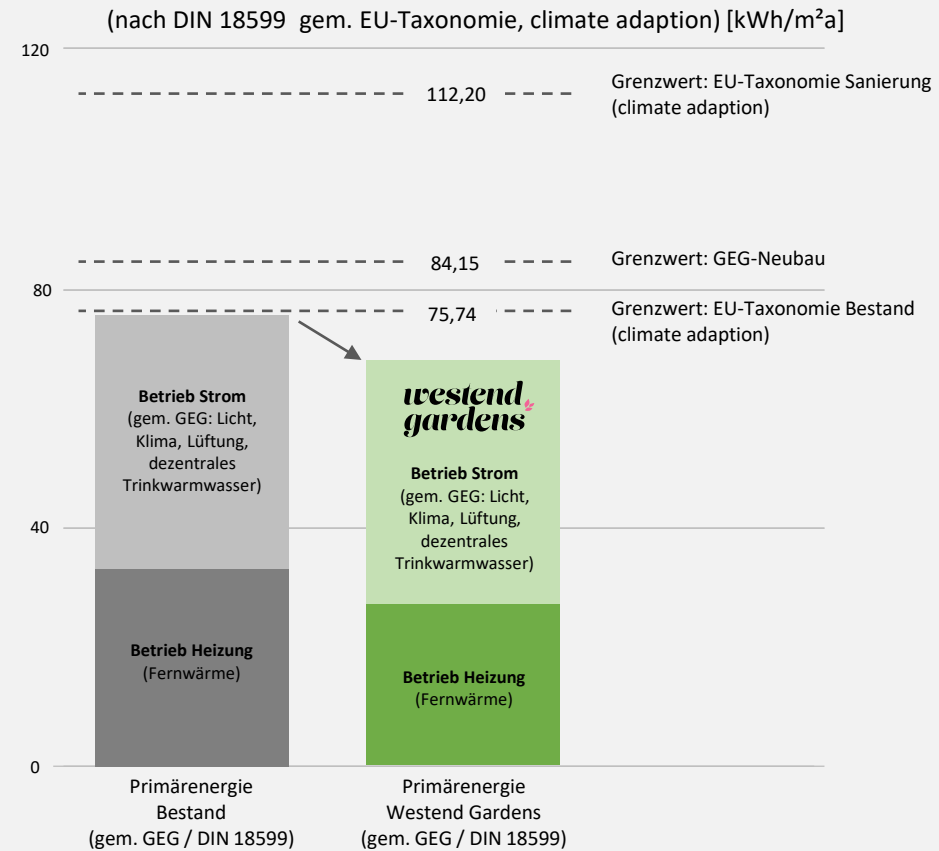 (nach DIN 18599 gem. EU-Taxonomie, climate adaption) [kWh/m²a]
120
112,20
Grenzwert: EU-Taxonomie Sanierung
(climate adaption)
84,15
Grenzwert: GEG-Neubau
80
75,74
Grenzwert: EU-Taxonomie Bestand
(climate adaption)
Betrieb Strom
(gem. GEG: Licht,
Klima, Lüftung,
dezentrales
Trinkwarmwasser)
westend
gardens
Betrieb Strom
(gem. GEG: Licht,
Klima, Lüftung,
dezentrales
Trinkwarmwasser)
40
Betrieb Heizung
(Fernwärme)
Betrieb Heizung
(Fernwärme)
0
Primärenergie
Bestand
(gem. GEG / DIN 18599)
Primärenergie
Westend Gardens
(gem. GEG / DIN 18599)